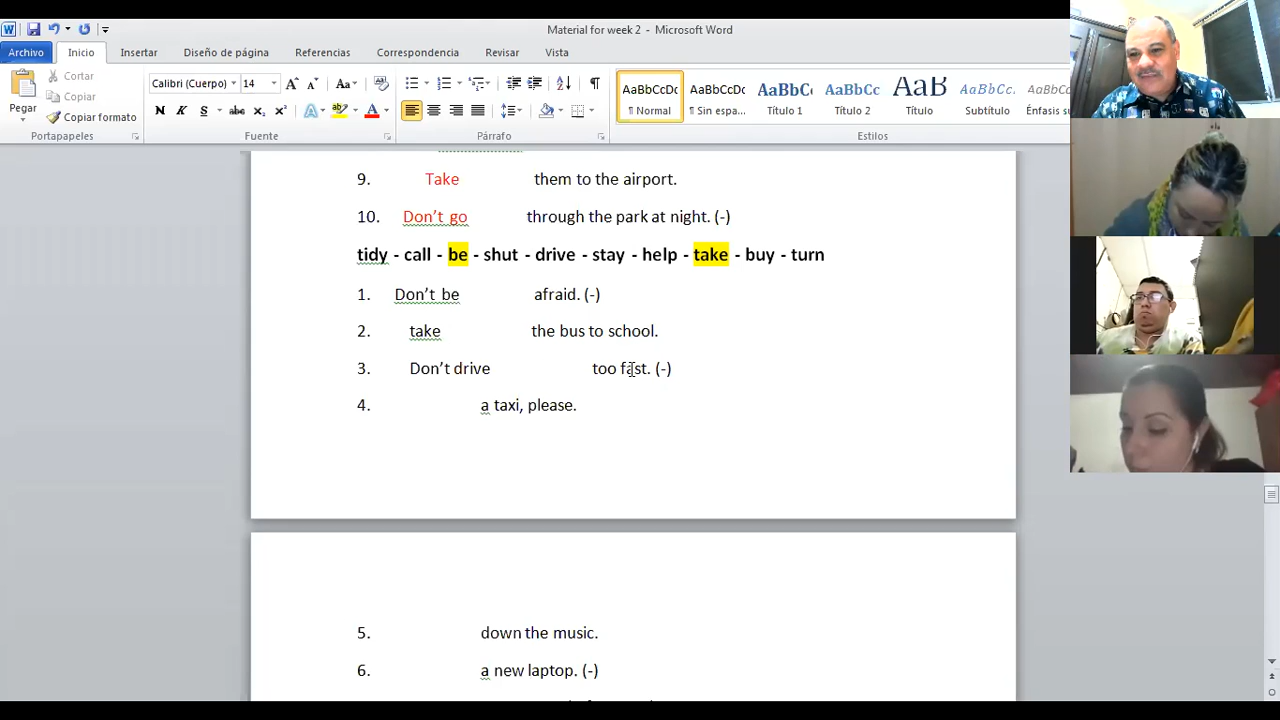 Material for week 2 - Microsoft Word
Archivo Inicio Insertar Diseño de página Referencias Correspondencia Revisar Vista
Pegar
Cortar
Copiar
Copiar formato
Portapapeles
Calibri (Cuerpo) 14
Fuente
Párrafo
AaBbCcDc AaBbCcDc AaBbC AaBbCc AaB AaBbCc. AaBbCc
¶ Normal ¶ Sin espa... Título 1 Título 2 Título Subtítulo Énfasis su
Estilos
9. Take them to the airport.
10. Don’t go through the park at night. (-)
tidy - call - be - shut - drive - stay - help - take - buy - turn
1. Don’t be afraid. (-)
2. take the bus to school.
3. Don’t drive too fast. (-)
4. a taxi, please.
5. down the music.
6. a new laptop. (-)